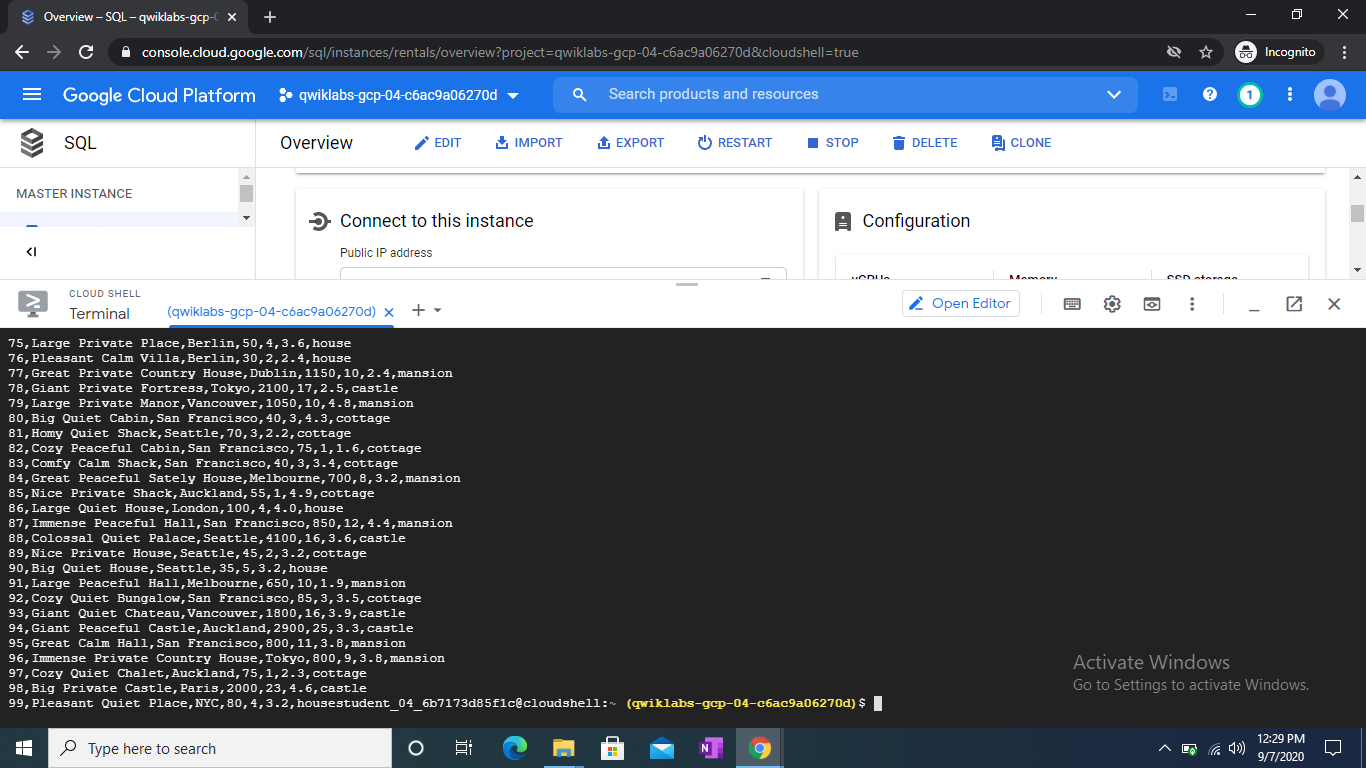 Overview – SQL – qwiklabs-gcp-0
console.cloud.google.com/sql/instances/rentals/overview?project=qwiklabs-gcp-04-c6ac9a06270d&cloudshell=true
Incognito
Google Cloud Platform
qwiklabs-gcp-04-c6ac9a06270d
Search products and resources
1
SQL
Overview
EDIT
IMPORT
EXPORT
RESTART
STOP
DELETE
CLONE
MASTER INSTANCE
Connect to this instance
Public IP address
Configuration
vCPUs
Memory
SSD storage
CLOUD SHELL
Terminal
(qwiklabs-gcp-04-c6ac9a06270d)
Open Editor
75,Large Private Place,Berlin,50,4,3.6,house
76,Pleasant Calm Villa,Berlin,30,2,2.4,house
77,Great Private Country House,Dublin,1150,10,2.4,mansion
78,Giant Private Fortress,Tokyo,2100,17,2.5,castle
79,Large Private Manor,Vancouver,1050,10,4.8,mansion
80,Big Quiet Cabin,San Francisco,40,3,4.3,cottage
81,Homy Quiet Shack,Seattle,70,3,2.2,cottage
82,Cozy Peaceful Cabin,San Francisco,75,1,1.6,cottage
83,Comfy Calm Shack,San Francisco,40,3,3.4,cottage
84,Great Peaceful Sately House,Melbourne,700,8,3.2,mansion
85,Nice Private Shack,Auckland,55,1,4.9,cottage
86,Large Quiet House,London,100,4,4.0,house
87,Immense Peaceful Hall,San Francisco,850,12,4.4,mansion
88,Colossal Quiet Palace,Seattle,4100,16,3.6,castle
89,Nice Private House,Seattle,45,2,3.2,cottage
90,Big Quiet House,Seattle,35,5,3.2,house
91,Large Peaceful Hall,Melbourne,650,10,1.9,mansion
92,Cozy Quiet Bungalow,San Francisco,85,3,3.5,cottage
93,Giant Quiet Chateau,Vancouver,1800,16,3.9,castle
94,Giant Peaceful Castle,Auckland,2900,25,3.3,castle
95,Great Calm Hall,San Francisco,800,11,3.8,mansion
96,Immense Private Country House,Tokyo,800,9,3.8,mansion
97,Cozy Quiet Chalet,Auckland,75,1,2.3,cottage
98,Big Private Castle,Paris,2000,23,4.6,castle
99,Pleasant Quiet Place,NYC,80,4,3.2,housestudent_04_6b7173d85f1c@cloudshell:~ (qwiklabs-gcp-04-c6ac9a06270d)$
Activate Windows
Go to Settings to activate Windows.
Type here to search
12:29 PM
9/7/2020